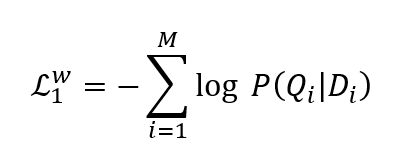 ℒ₁ʷ = − ∑ᵢ₌₁ᴹ log P(Qᵢ|Dᵢ)